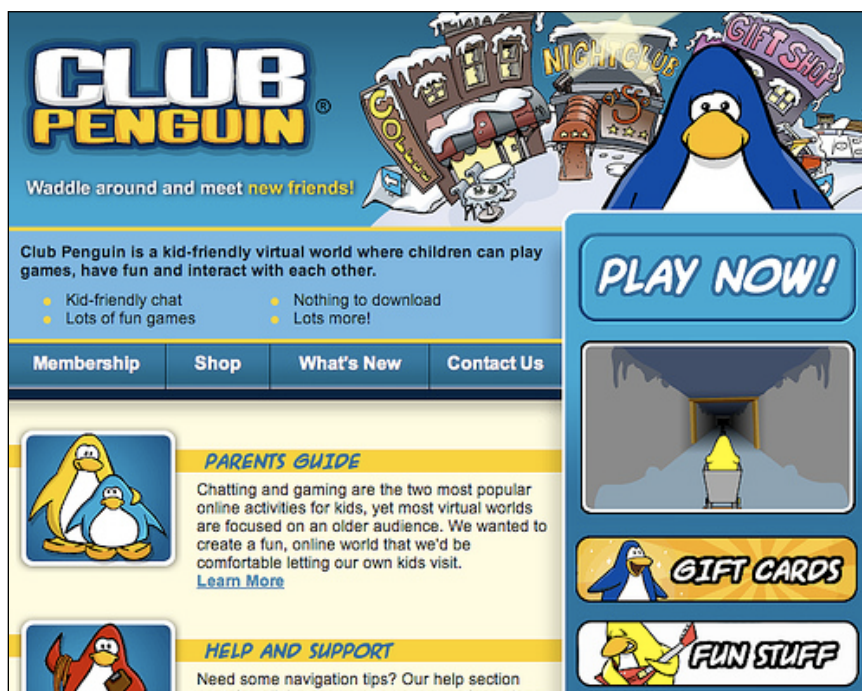 CLUB
PENGUIN®
Waddle around and meet new friends!
COFFEE
NIGHT CLUB
GIFT SHOP
Club Penguin is a kid-friendly virtual world where children can play
games, have fun and interact with each other.
Kid-friendly chat
Lots of fun games
Nothing to download
Lots more!
PLAY NOW!
Membership
Shop
What's New
Contact Us
PARENTS GUIDE
Chatting and gaming are the two most popular
online activities for kids, yet most virtual worlds
are focused on an older audience. We wanted to
create a fun, online world that we'd be
comfortable letting our own kids visit.
Learn More
HELP AND SUPPORT
Need some navigation tips? Our help section
GIFT CARDS
FUN STUFF